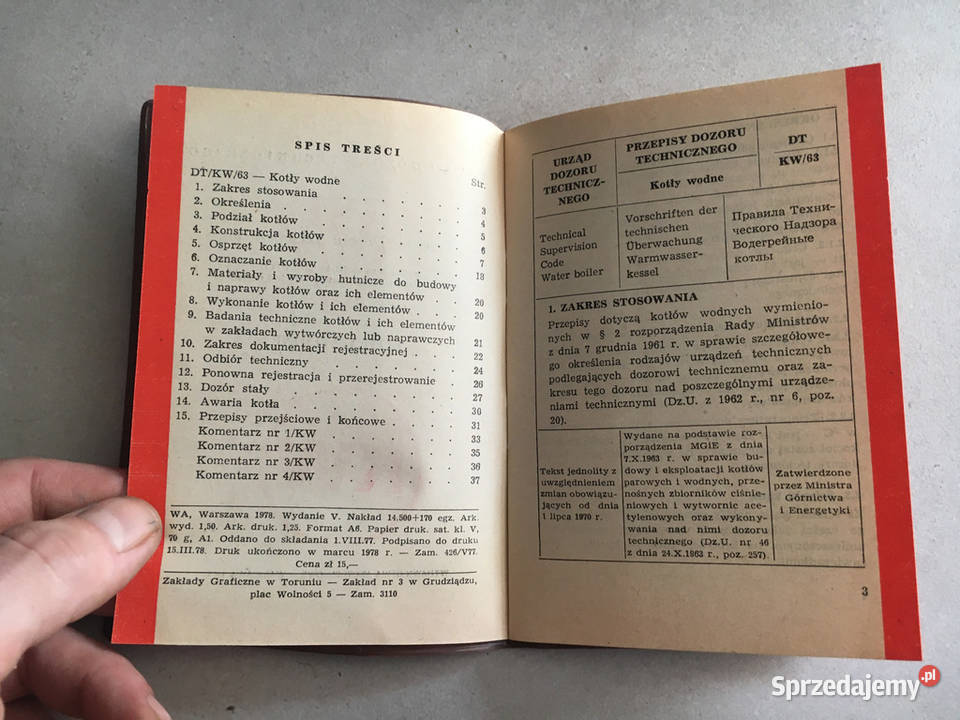 SPIS TREŚCI
DT/KW/63 — Kotły wodne Str.
1. Zakres stosowania . . . . . . 3
2. Określenia . . . . . . . 4
3. Podział kotłów . . . . . . 5
4. Konstrukcja kotłów . . . . . 6
5. Osprzęt kotłów . . . . . . 7
6. Oznaczanie kotłów . . . . . 18
7. Materiały i wyroby hutnicze do budowy
i naprawy kotłów oraz ich elementów . . 20
8. Wykonanie kotłów i ich elementów . . 20
9. Badania techniczne kotłów i ich elementów
w zakładach wytwórczych lub naprawczych 21
10. Zakres dokumentacji rejestracyjnej . . 22
11. Odbiór techniczny . . . . . 24
12. Ponowna rejestracja i przerejestrowanie . 26
13. Dozór stały . . . . . . . 27
14. Awaria kotła . . . . . . . 30
15. Przepisy przejściowe i końcowe . . . 31
Komentarz nr 1/KW . . . . . 33
Komentarz nr 2/KW . . . . . 35
Komentarz nr 3/KW . . . . . 36
Komentarz nr 4/KW . . . . . 37
WA, Warszawa 1978. Wydanie V. Nakład 14.500+170 egz. Ark.
wyd. 1,50. Ark. druk. 1,25. Format A6. Papier druk. sat. kl. V,
70 g, A1. Oddano do składania 1.VIII.77. Podpisano do druku
15.III.78. Druk ukończono w marcu 1978 r. — Zam. 426/V77.
Cena zł 15,—
Zakłady Graficzne w Toruniu — Zakład nr 3 w Grudziądzu,
plac Wolności 5 — Zam. 3110
URZĄD
DOZORU
TECHNICZ-
NEGO
PRZEPISY DOZORU
TECHNICZNEGO
Kotły wodne
DT
KW/63
Technical
Supervision
Code
Water boiler
Vorschriften der
technischen
Überwachung
Warmwasser-
kessel
Правила Техни-
ческого Надзора
Водогрейные
котлы
1. ZAKRES STOSOWANIA
Przepisy dotyczą kotłów wodnych wymienio-
nych w § 2 rozporządzenia Rady Ministrów
z dnia 7 grudnia 1961 r. w sprawie szczegółowe-
go określenia rodzajów urządzeń technicznych
podlegających dozorowi technicznemu oraz za-
kresu tego dozoru nad poszczególnymi urządze-
niami technicznymi (Dz.U. z 1962 r., nr 6, poz.
20).
Tekst jednolity z
uwzględnieniem
zmian obowiązu-
jących od dnia
1 lipca 1970 r.
Wydane na podstawie roz-
porządzenia MGiE z dnia
7.X.1963 r. w sprawie bu-
dowy i eksploatacji kotłów
parowych i wodnych, prze-
nośnych zbiorników ciśnie-
niowych i wytwornic ace-
tylenowych oraz wykony-
wania nad nimi dozoru
technicznego (Dz.U. nr 46
z dnia 24.X.1963 r., poz. 257).
Zatwierdzone
przez Ministra
Górnictwa
i Energetyki
3
Sprzedajemy.pl